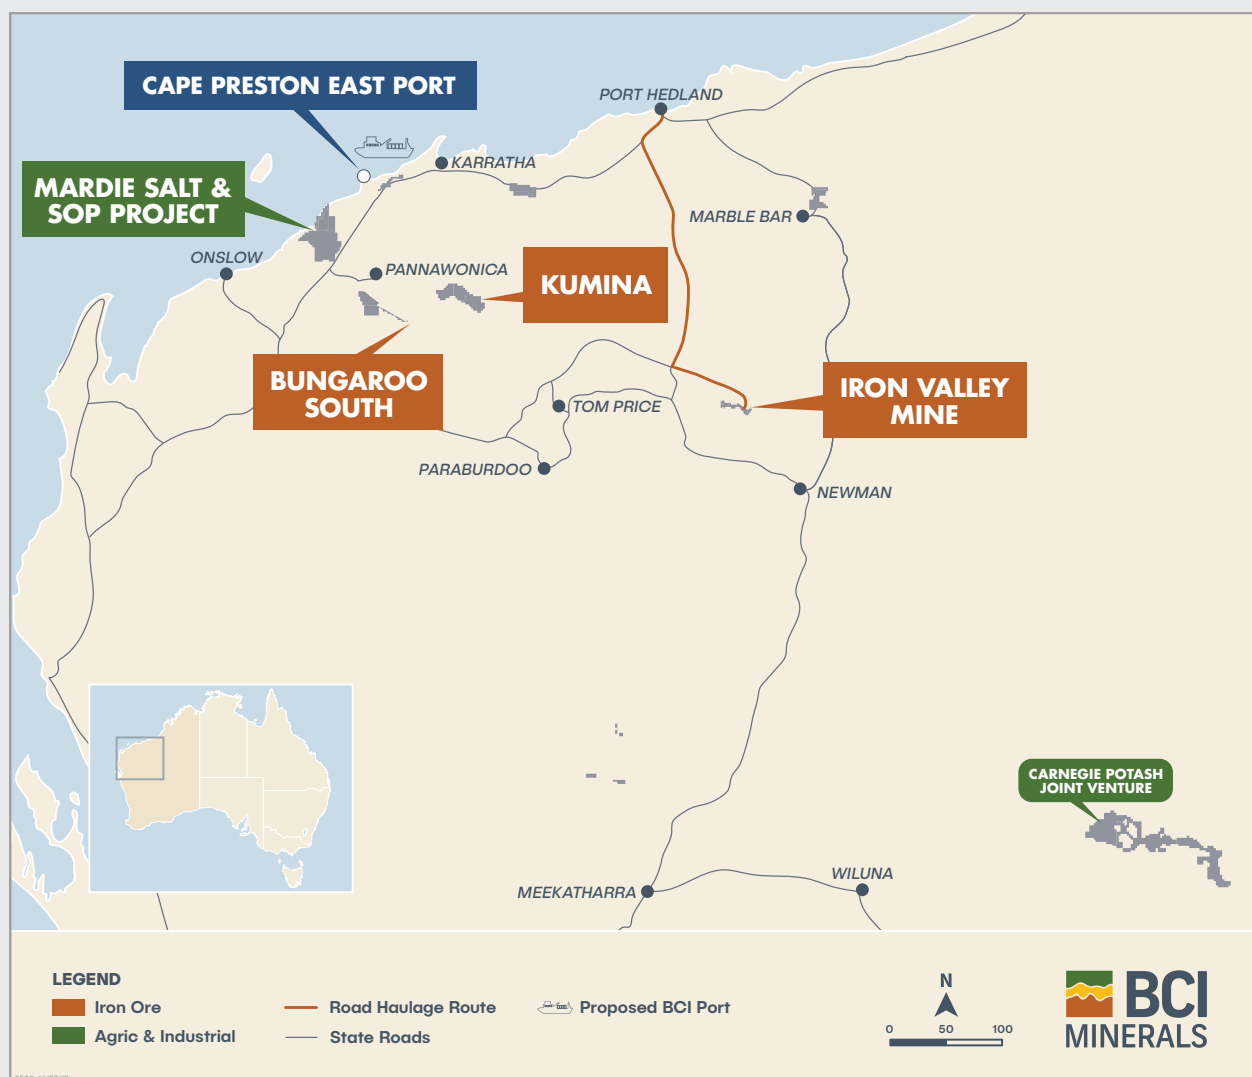 CAPE PRESTON EAST PORT
PORT HEDLAND
KARRATHA
MARDIE SALT &
SOP PROJECT
MARBLE BAR
ONSLOW
PANNAWONICA
KUMINA
BUNGAROO
SOUTH
IRON VALLEY
MINE
TOM PRICE
PARABURDOO
NEWMAN
CARNEGIE POTASH
JOINT VENTURE
MEEKATHARRA
WILUNA
LEGEND
Iron Ore
Agric & Industrial
Road Haulage Route
State Roads
Proposed BCI Port
N
0 50 100
BCI
MINERALS